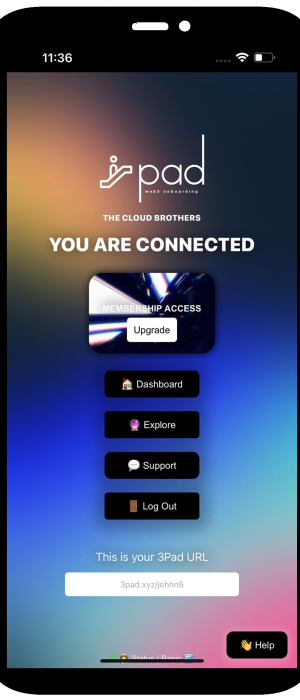 11:36
pad
web3 onboarding
THE CLOUD BROTHERS
YOU ARE CONNECTED
MEMBERSHIP ACCESS
Upgrade
Dashboard
Explore
Support
Log Out
This is your 3Pad URL
3pad.xyz/johhn5
Help
Status | Basic